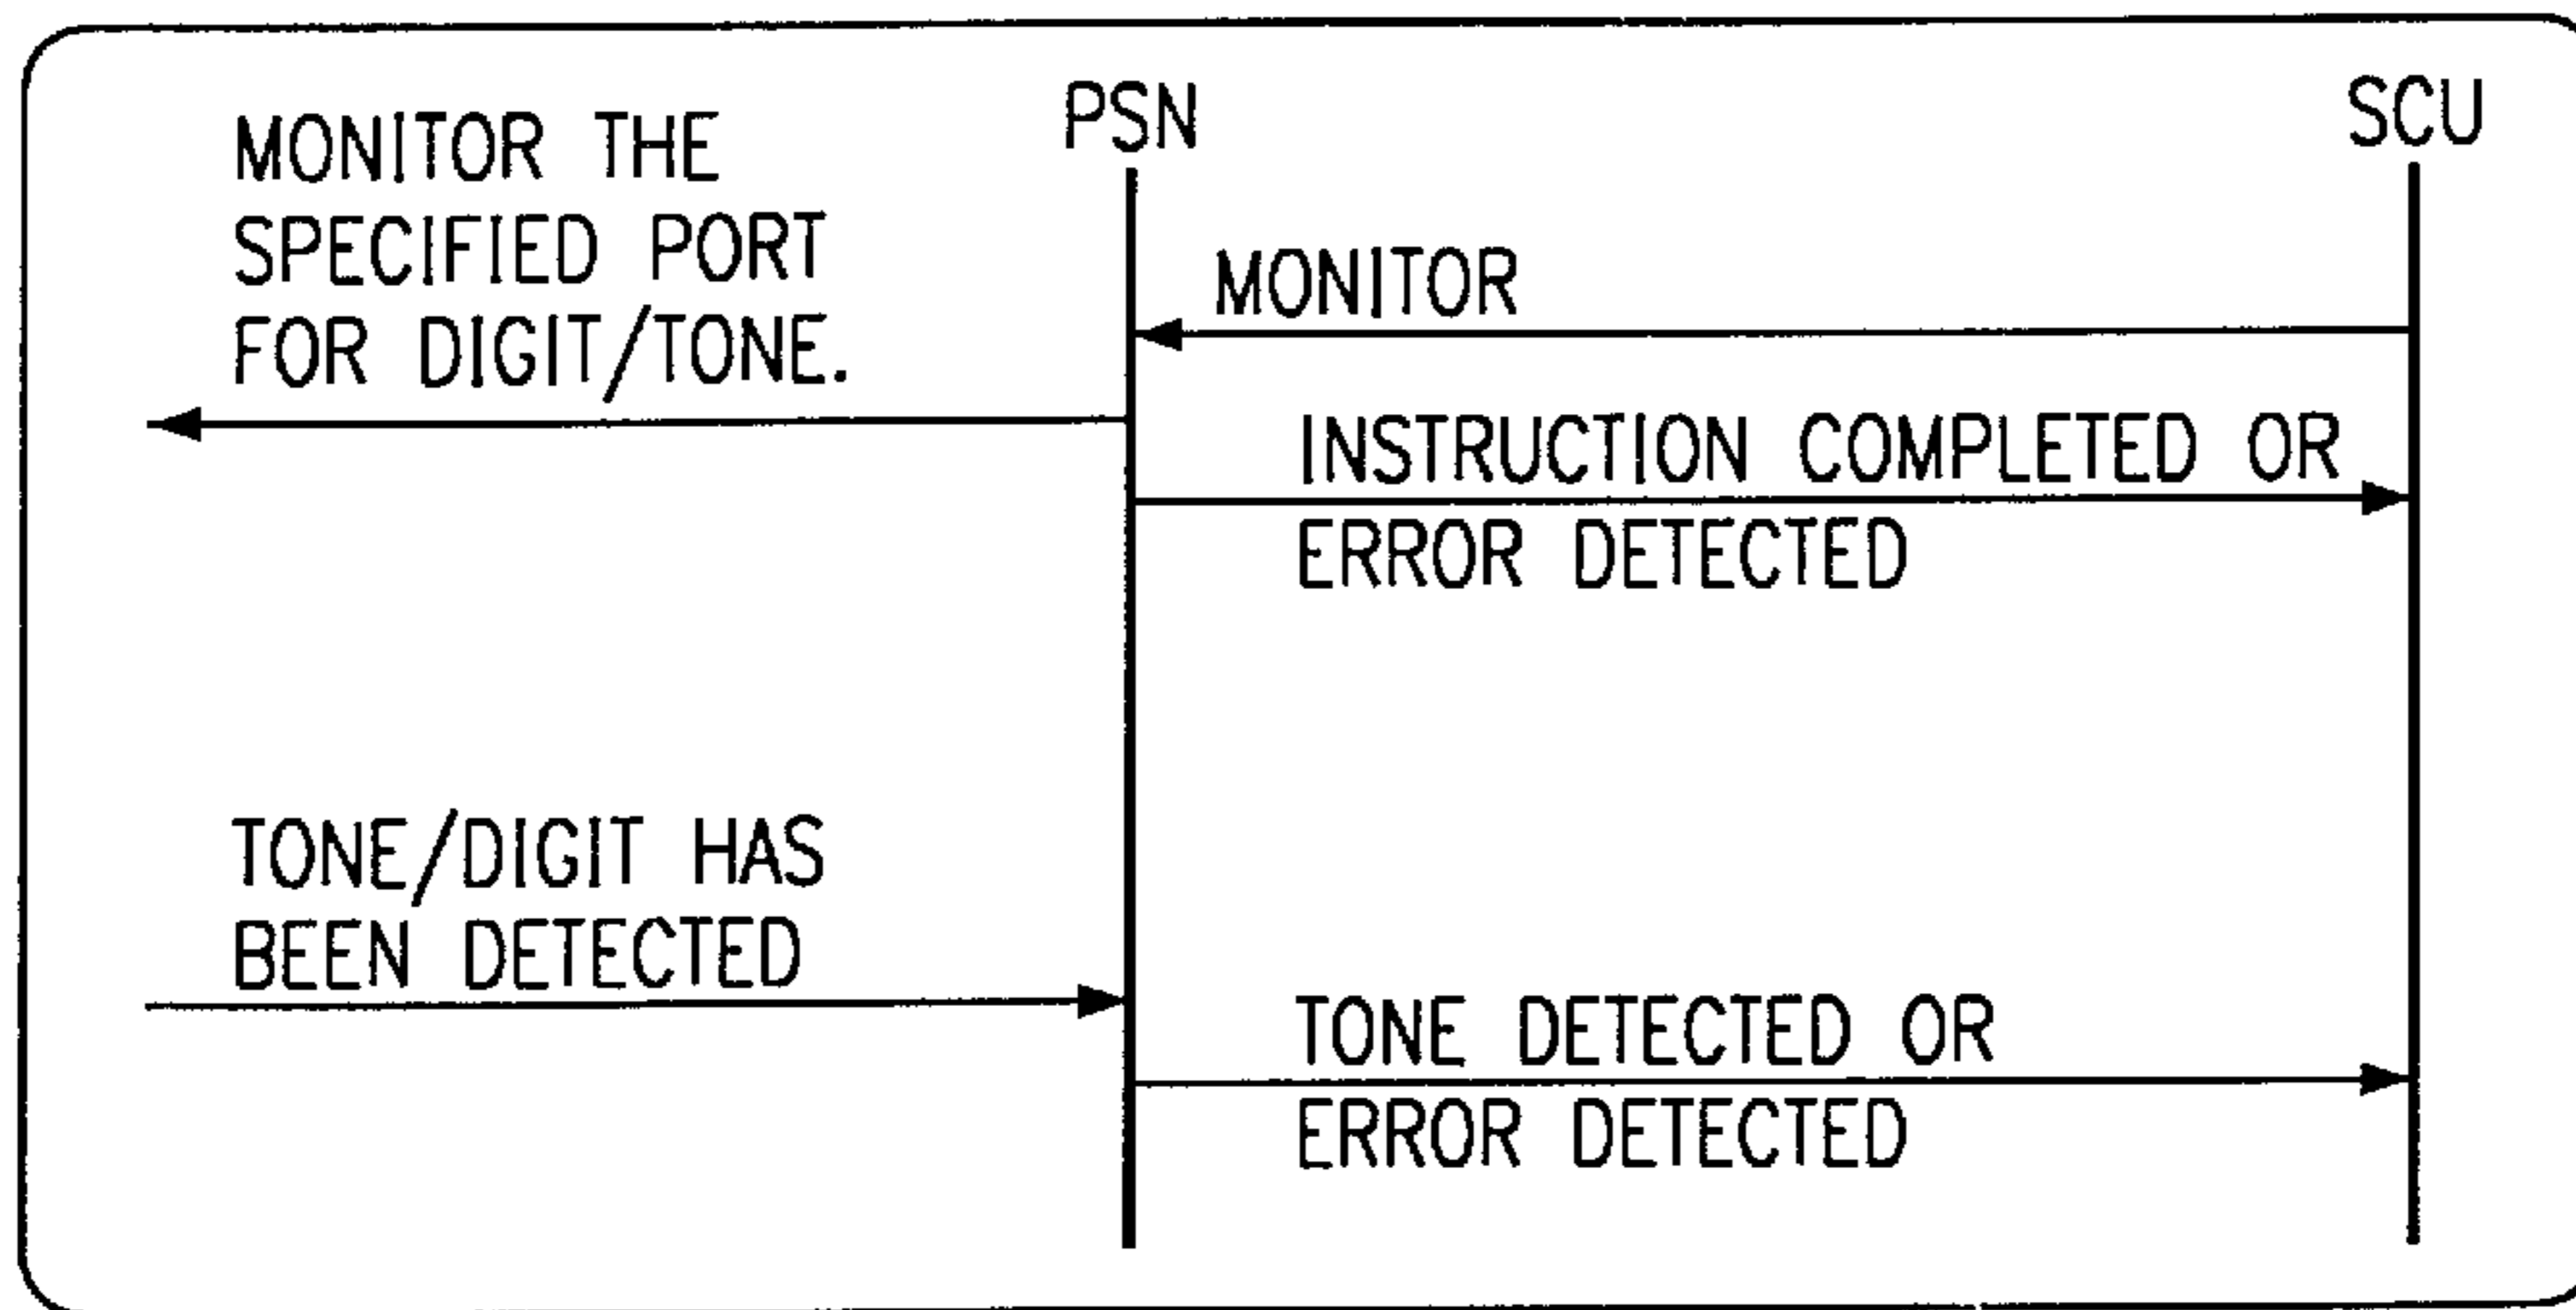 PSN
SCU
MONITOR THE
SPECIFIED PORT
FOR DIGIT/TONE.
MONITOR
INSTRUCTION COMPLETED OR
ERROR DETECTED
TONE/DIGIT HAS
BEEN DETECTED
TONE DETECTED OR
ERROR DETECTED